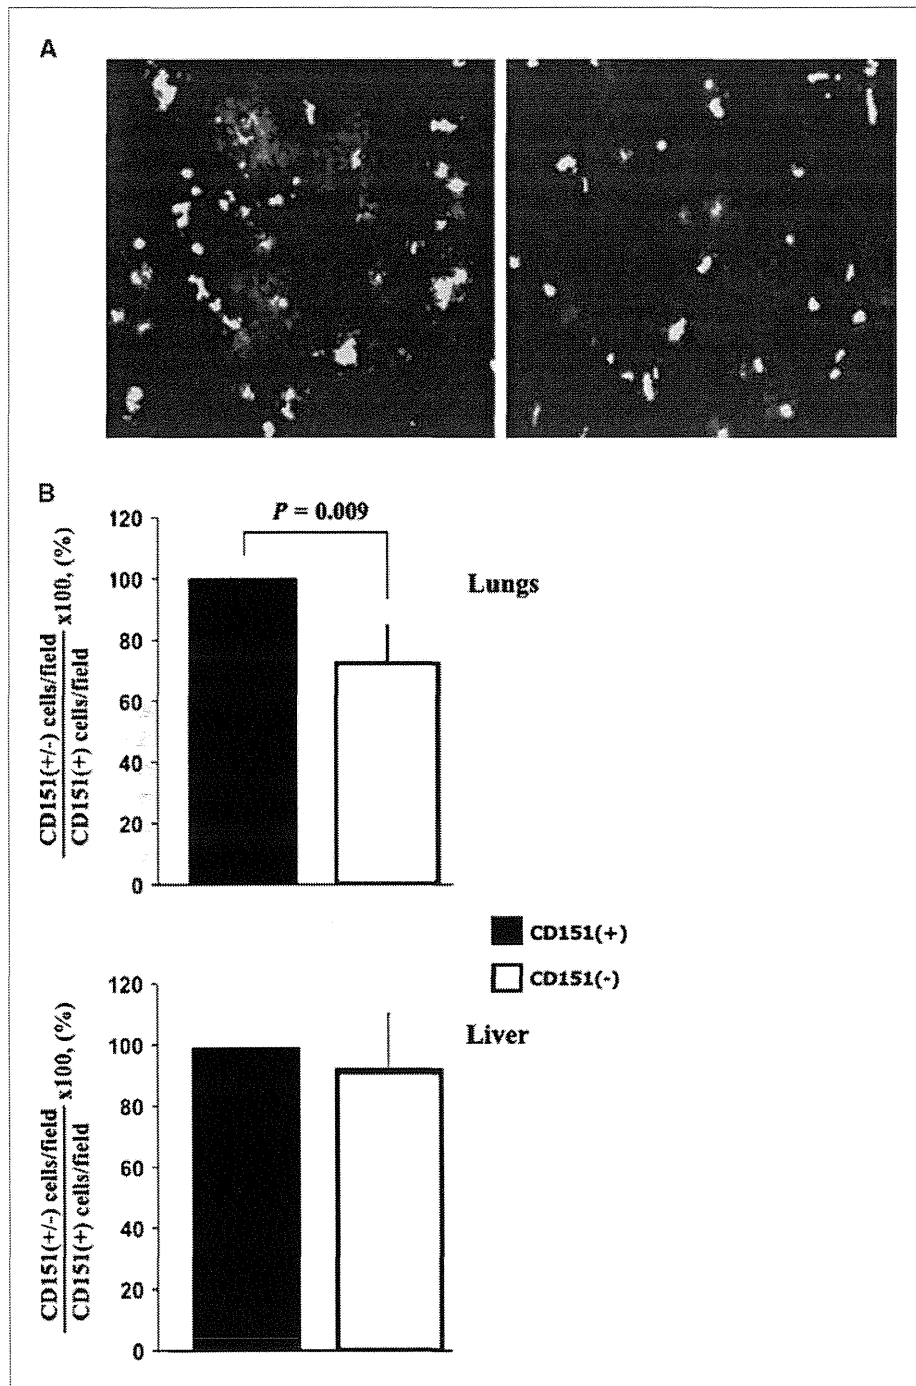 A
B
P = 0.009
120
100
80
60
40
20
0
CD151(+/-) cells/field
CD151(+) cells/field
x100, (%)
Lungs
CD151(+)
CD151(-)
120
100
80
60
40
20
0
CD151(+/-) cells/field
CD151(+) cells/field
x100, (%)
Liver